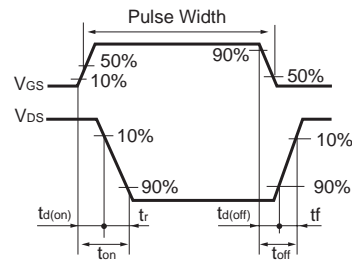 Pulse Width
90%
50%
50%
10%
VGS
VDS
10%
10%
90%
90%
td(on)
tr
td(off)
tf
ton
toff